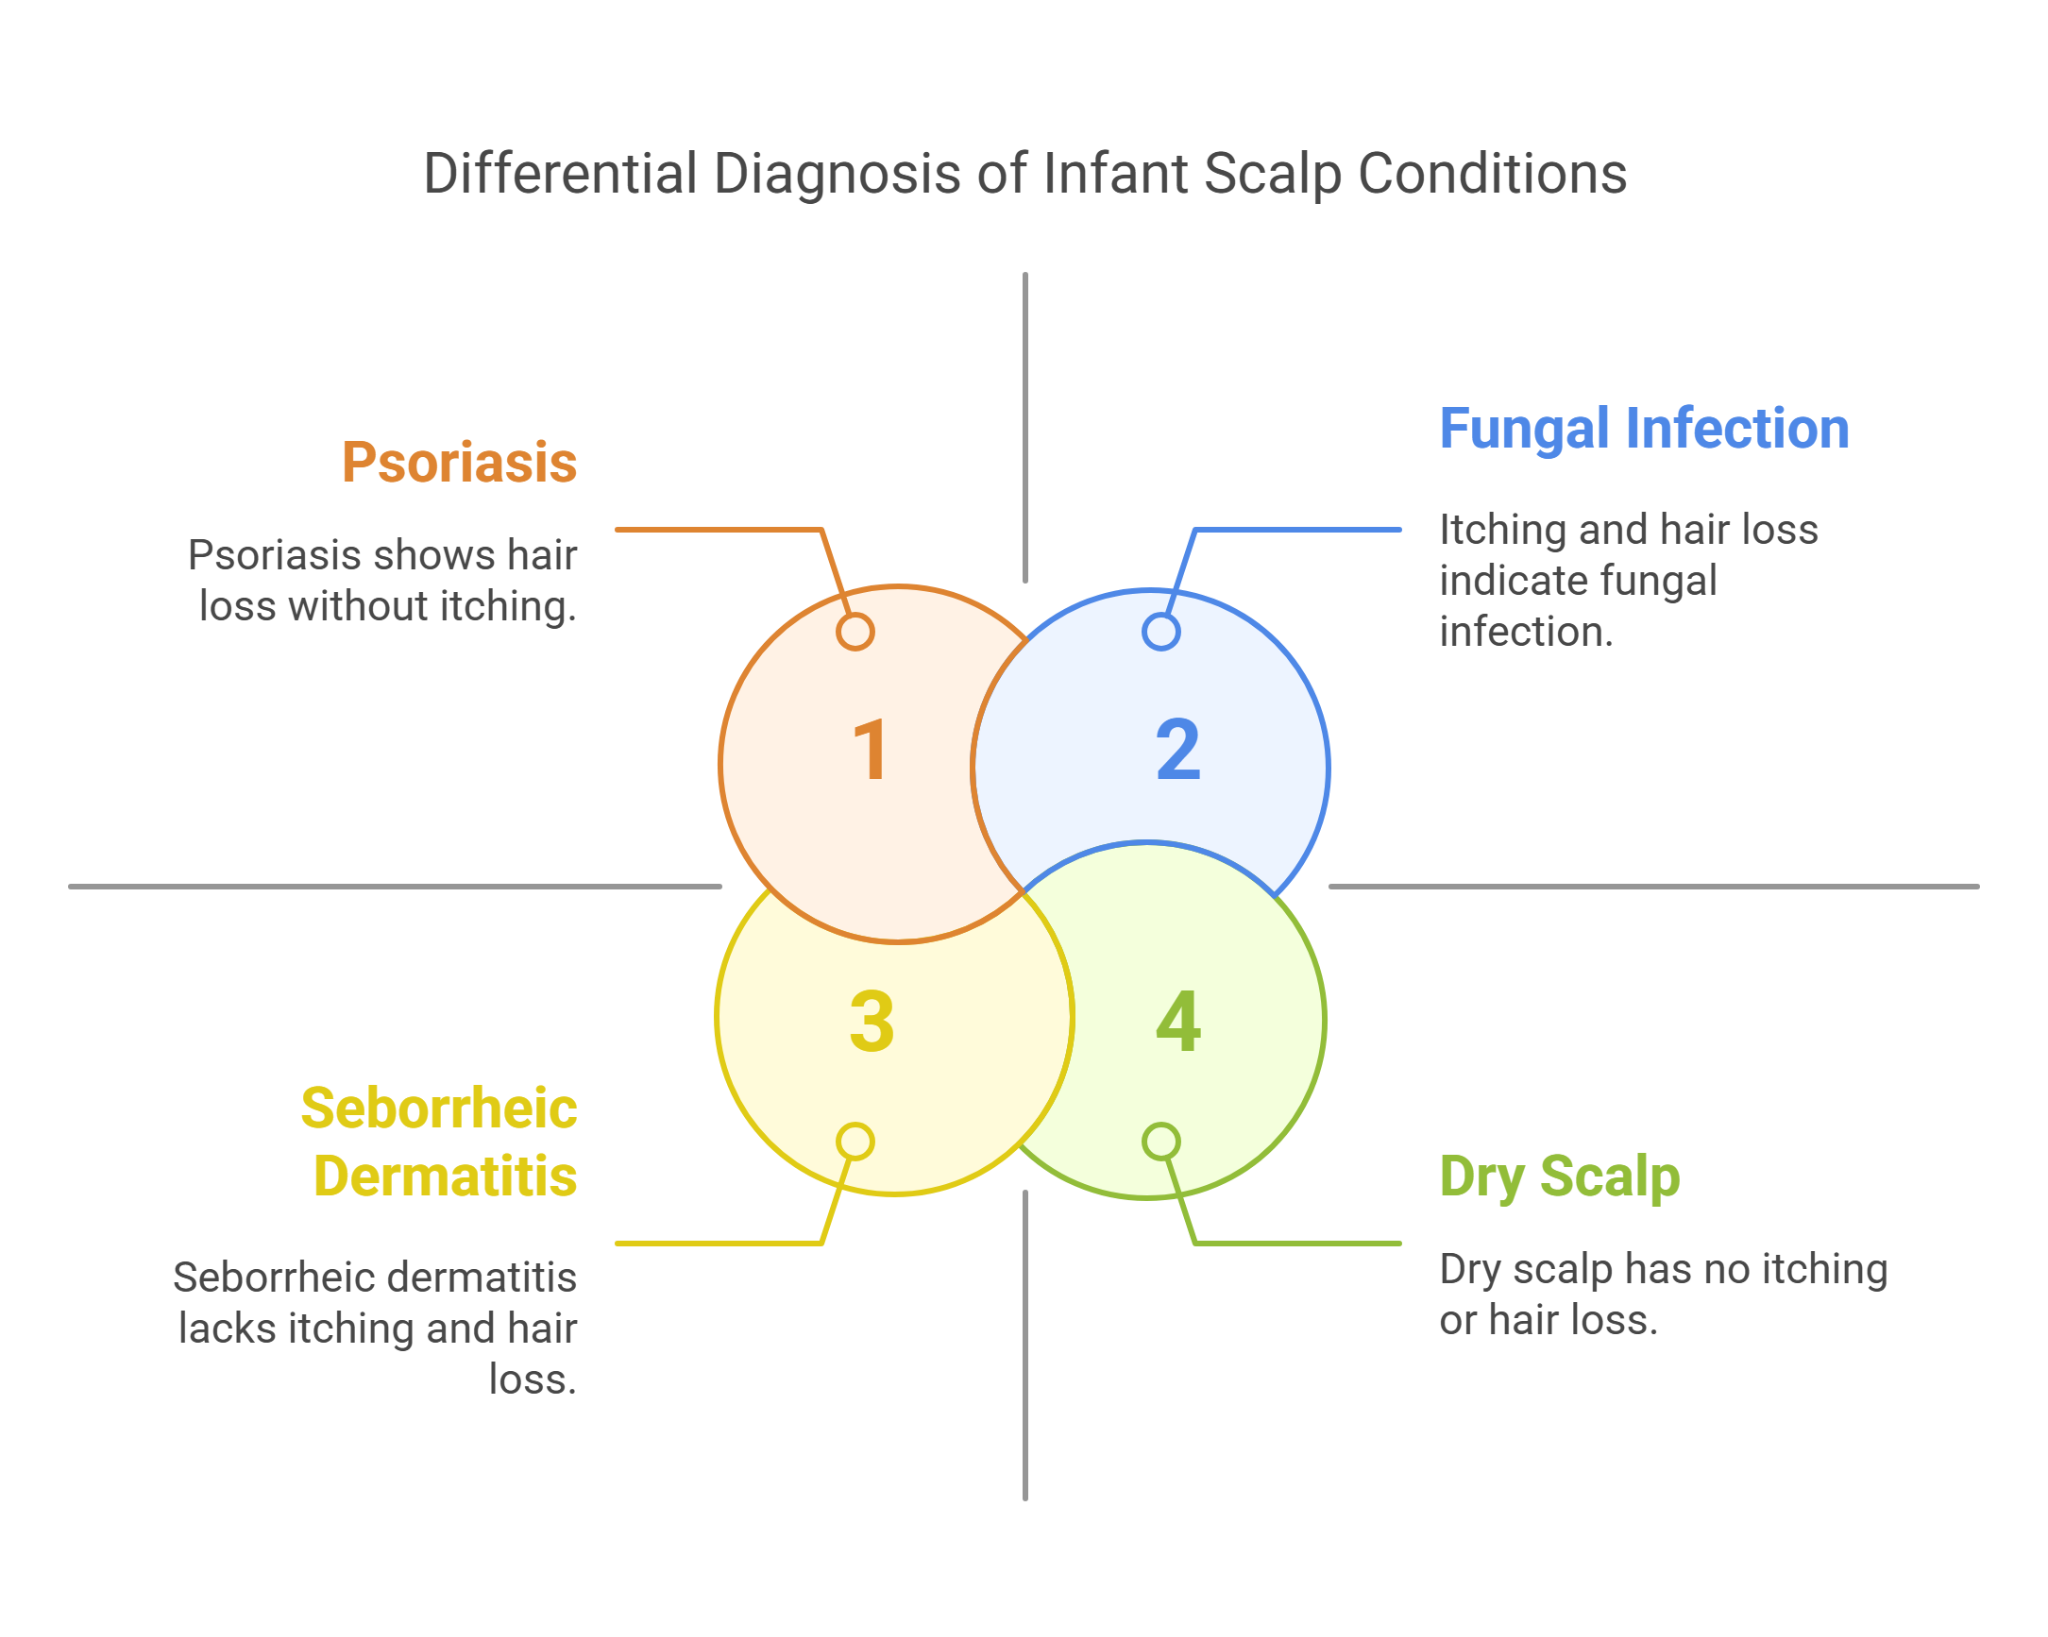 Differential Diagnosis of Infant Scalp Conditions
Psoriasis
Psoriasis shows hair
loss without itching.
Fungal Infection
Itching and hair loss
indicate fungal
infection.
1
2
3
4
Seborrheic
Dermatitis
Seborrheic dermatitis
lacks itching and hair
loss.
Dry Scalp
Dry scalp has no itching
or hair loss.